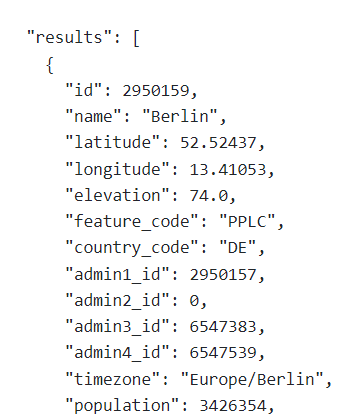 "results": [
{
"id": 2950159,
"name": "Berlin",
"latitude": 52.52437,
"longitude": 13.41053,
"elevation": 74.0,
"feature_code": "PPLC",
"country_code": "DE",
"admin1_id": 2950157,
"admin2_id": 0,
"admin3_id": 6547383,
"admin4_id": 6547539,
"timezone": "Europe/Berlin",
"population": 3426354,